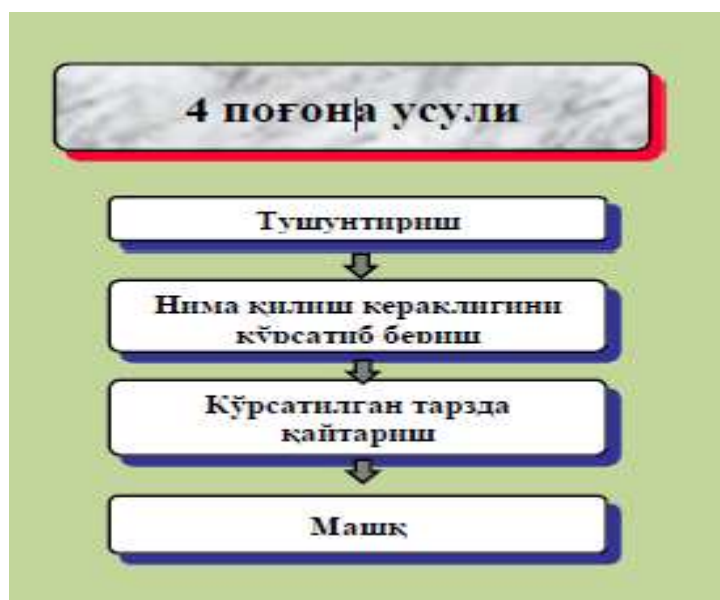 4 поғона усули
Тушунтириш
Нима қилиш кераклигини
кўрсатиб бериш
Кўрсатилган тарзда
қайтариш
Машқ